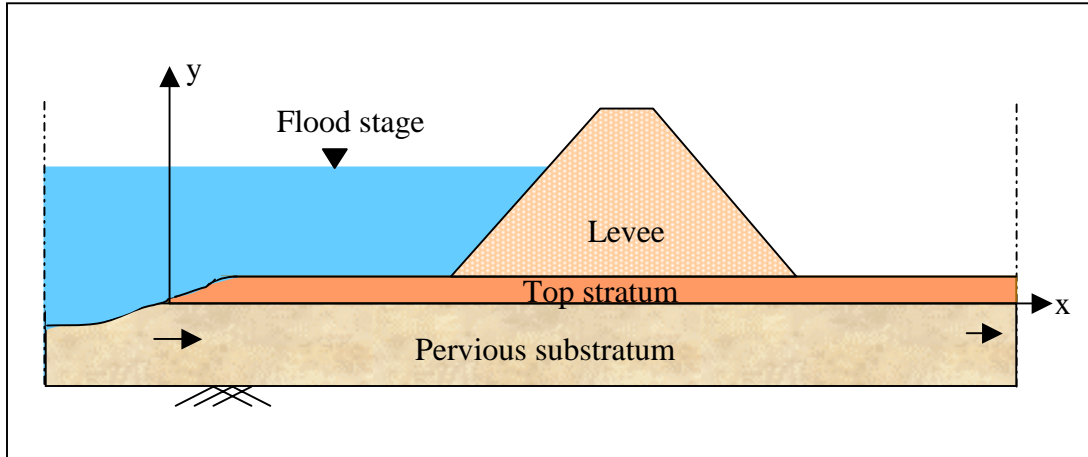 y
Flood stage
Levee
Top stratum
x
Pervious substratum